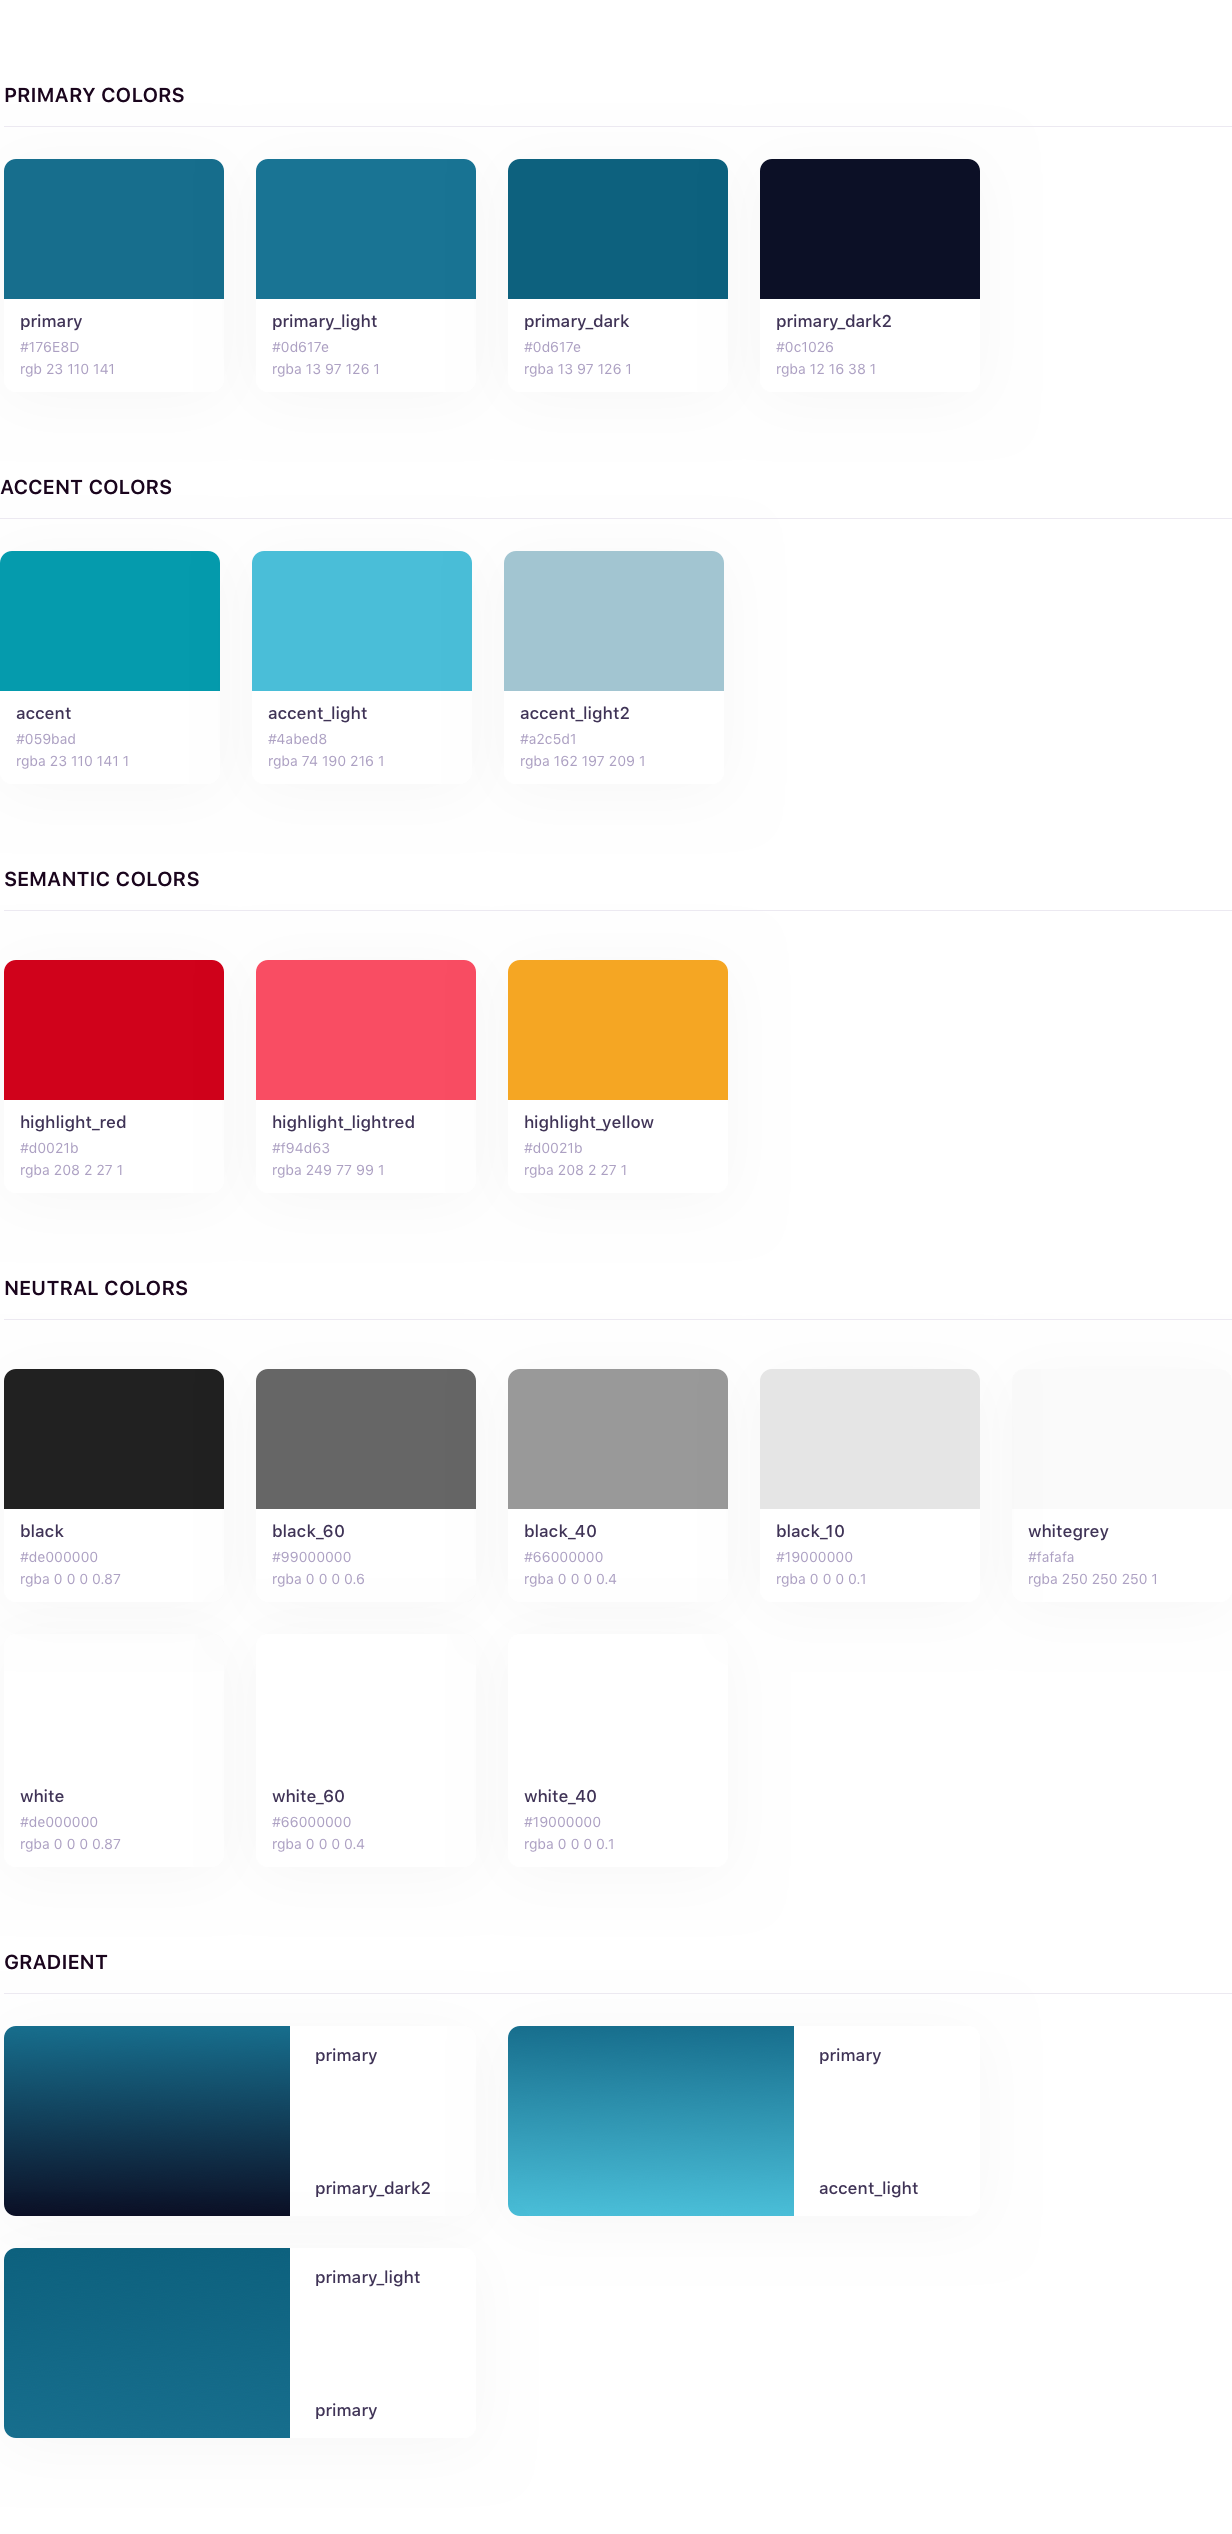 PRIMARY COLORS
primary
#176E8D
rgb 23 110 141
primary_light
#0d617e
rgba 13 97 126 1
primary_dark
#0d617e
rgba 13 97 126 1
primary_dark2
#0c1026
rgba 12 16 38 1
ACCENT COLORS
accent
#059bad
rgba 23 110 141 1
accent_light
#4abed8
rgba 74 190 216 1
accent_light2
#a2c5d1
rgba 162 197 209 1
SEMANTIC COLORS
highlight_red
#d0021b
rgba 208 2 27 1
highlight_lightred
#f94d63
rgba 249 77 99 1
highlight_yellow
#d0021b
rgba 208 2 27 1
NEUTRAL COLORS
black
#de000000
rgba 0 0 0 0.87
black_60
#99000000
rgba 0 0 0 0.6
black_40
#66000000
rgba 0 0 0 0.4
black_10
#19000000
rgba 0 0 0 0.1
whitegrey
#fafafa
rgba 250 250 250 1
white
#de000000
rgba 0 0 0 0.87
white_60
#66000000
rgba 0 0 0 0.4
white_40
#19000000
rgba 0 0 0 0.1
GRADIENT
primary
primary_dark2
primary
accent_light
primary_light
primary